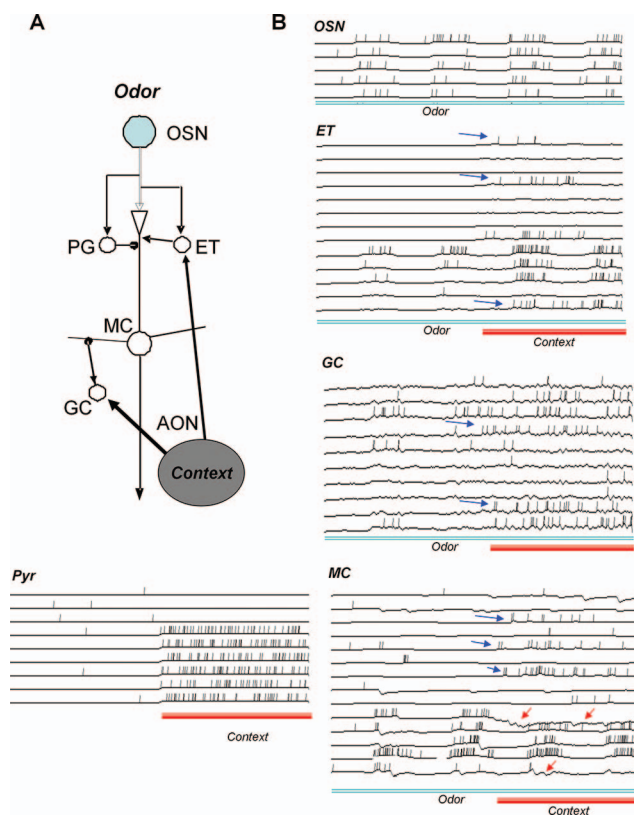 A
Odor
OSN
PG
ET
MC
GC
AON
Context
Pyr
Context
B
OSN
Odor
ET
Odor
Context
GC
Odor
MC
Odor
Context